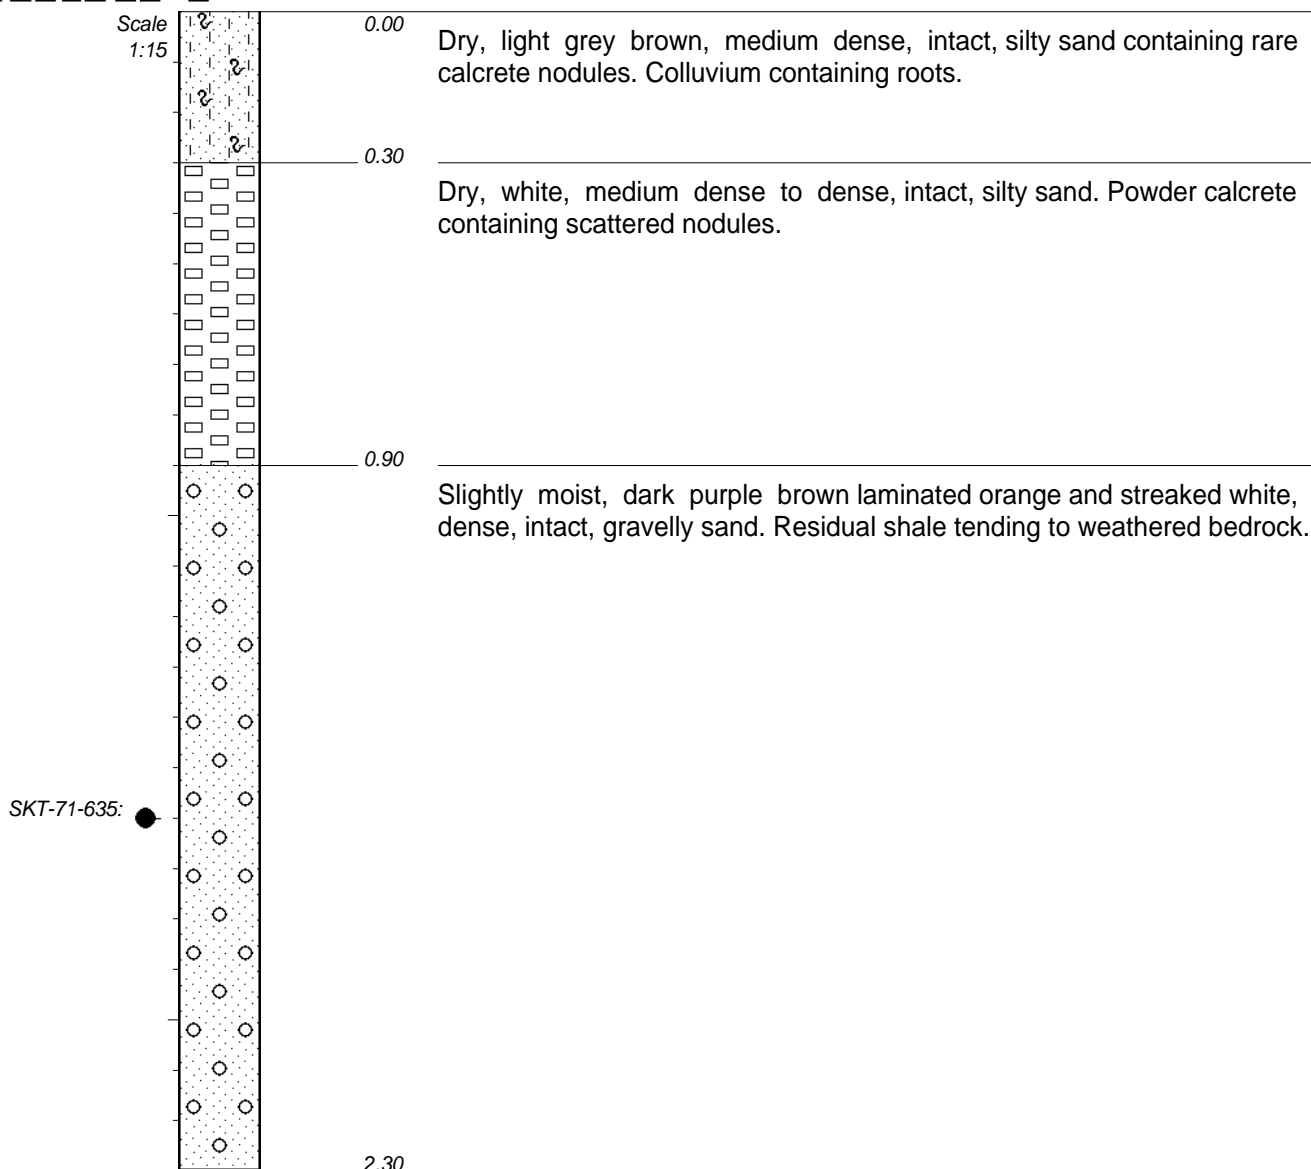 Scale
1:15
0.00
Dry, light grey brown, medium dense, intact, silty sand containing rare
calcrete nodules. Colluvium containing roots.
0.30
Dry, white, medium dense to dense, intact, silty sand. Powder calcrete
containing scattered nodules.
0.90
Slightly moist, dark purple brown laminated orange and streaked white,
dense, intact, gravelly sand. Residual shale tending to weathered bedrock.
SKT-71-635:
2.30